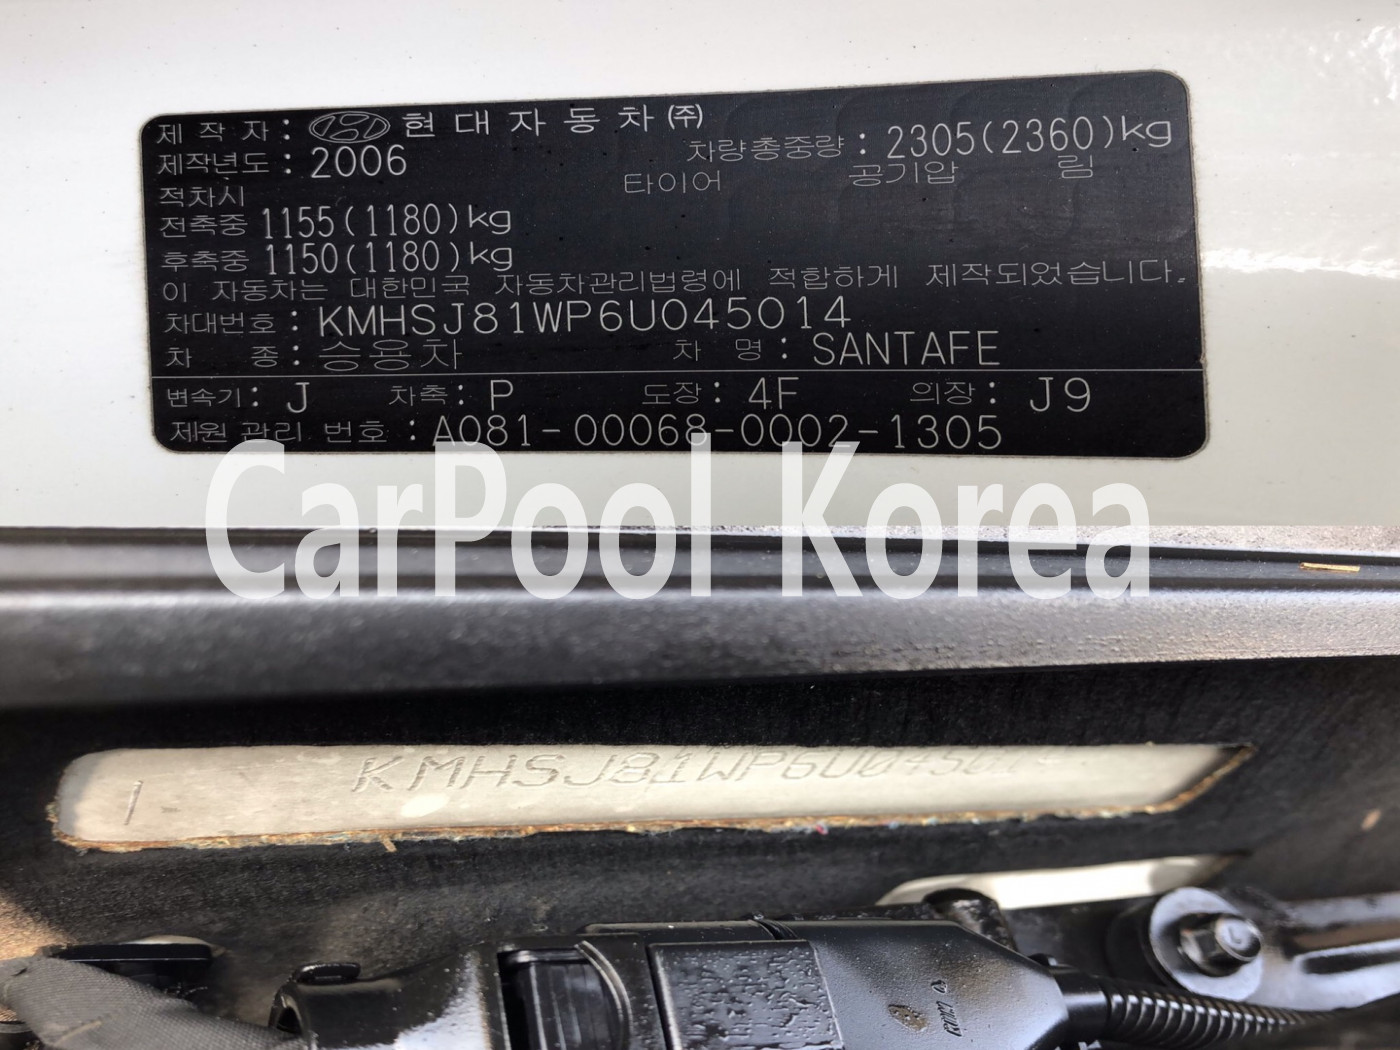 제 작 자 : 현대자동차㈜
제작년도 : 2006 차량총중량 : 2305(2360)kg
적차시 타이어 공기압 림
전축중 1155(1180)kg
후축중 1150(1180)kg
이 자동차는 대한민국 자동차관리법령에 적합하게 제작되었습니다.
차대번호 : KMHSJ81WP6U045014
차 종 : 승용차 차 명 : SANTAFE
변속기 : J 차축 : P 도장 : 4F 의장 : J9
제원 관리 번호 : A081-00068-0002-1305
CarPool Korea
KMHSJ81WP6U045014